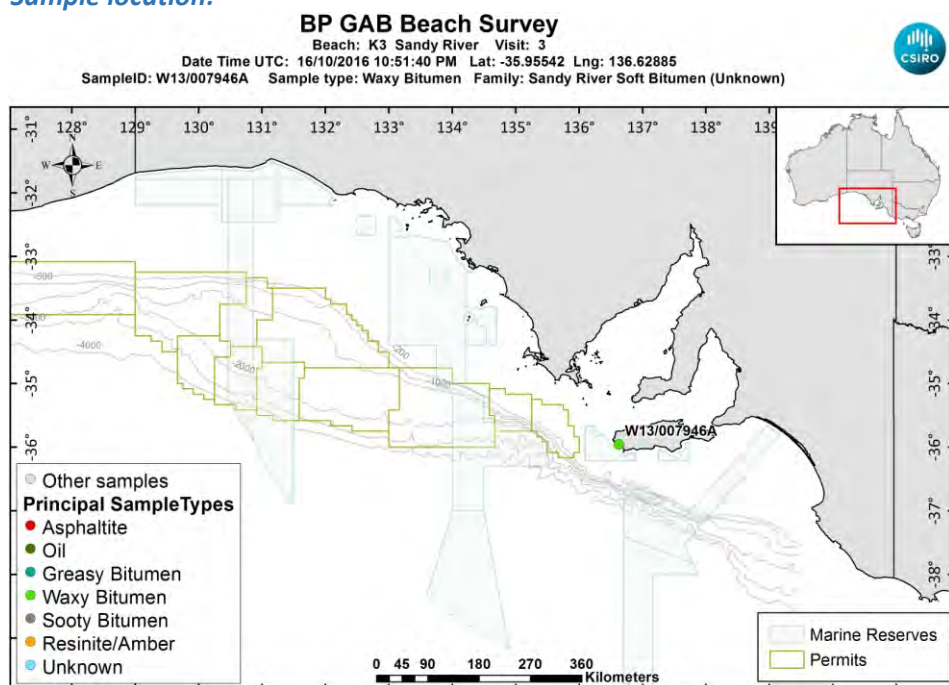 Sample location:
BP GAB Beach Survey
Beach: K3 Sandy River Visit: 3
Date Time UTC: 16/10/2016 10:51:40 PM Lat: -35.95542 Lng: 136.62885
SampleID: W13/007946A Sample type: Waxy Bitumen Family: Sandy River Soft Bitumen (Unknown)
CSIRO
128° 129° 130° 131° 132° 133° 134° 135° 136° 137° 138° 139
-31°
-32°
-33°
-34°
-35°
-36°
-37°
-38°
N
W E
S
-31°
-32°
-33°
-34°
-35°
-36°
-37°
-38°
-200
-1000
-2000
-4000
W13/007946A
Other samples
Principal SampleTypes
Asphaltite
Oil
Greasy Bitumen
Waxy Bitumen
Sooty Bitumen
Resinite/Amber
Unknown
0 45 90 180 270 360
Kilometers
Marine Reserves
Permits